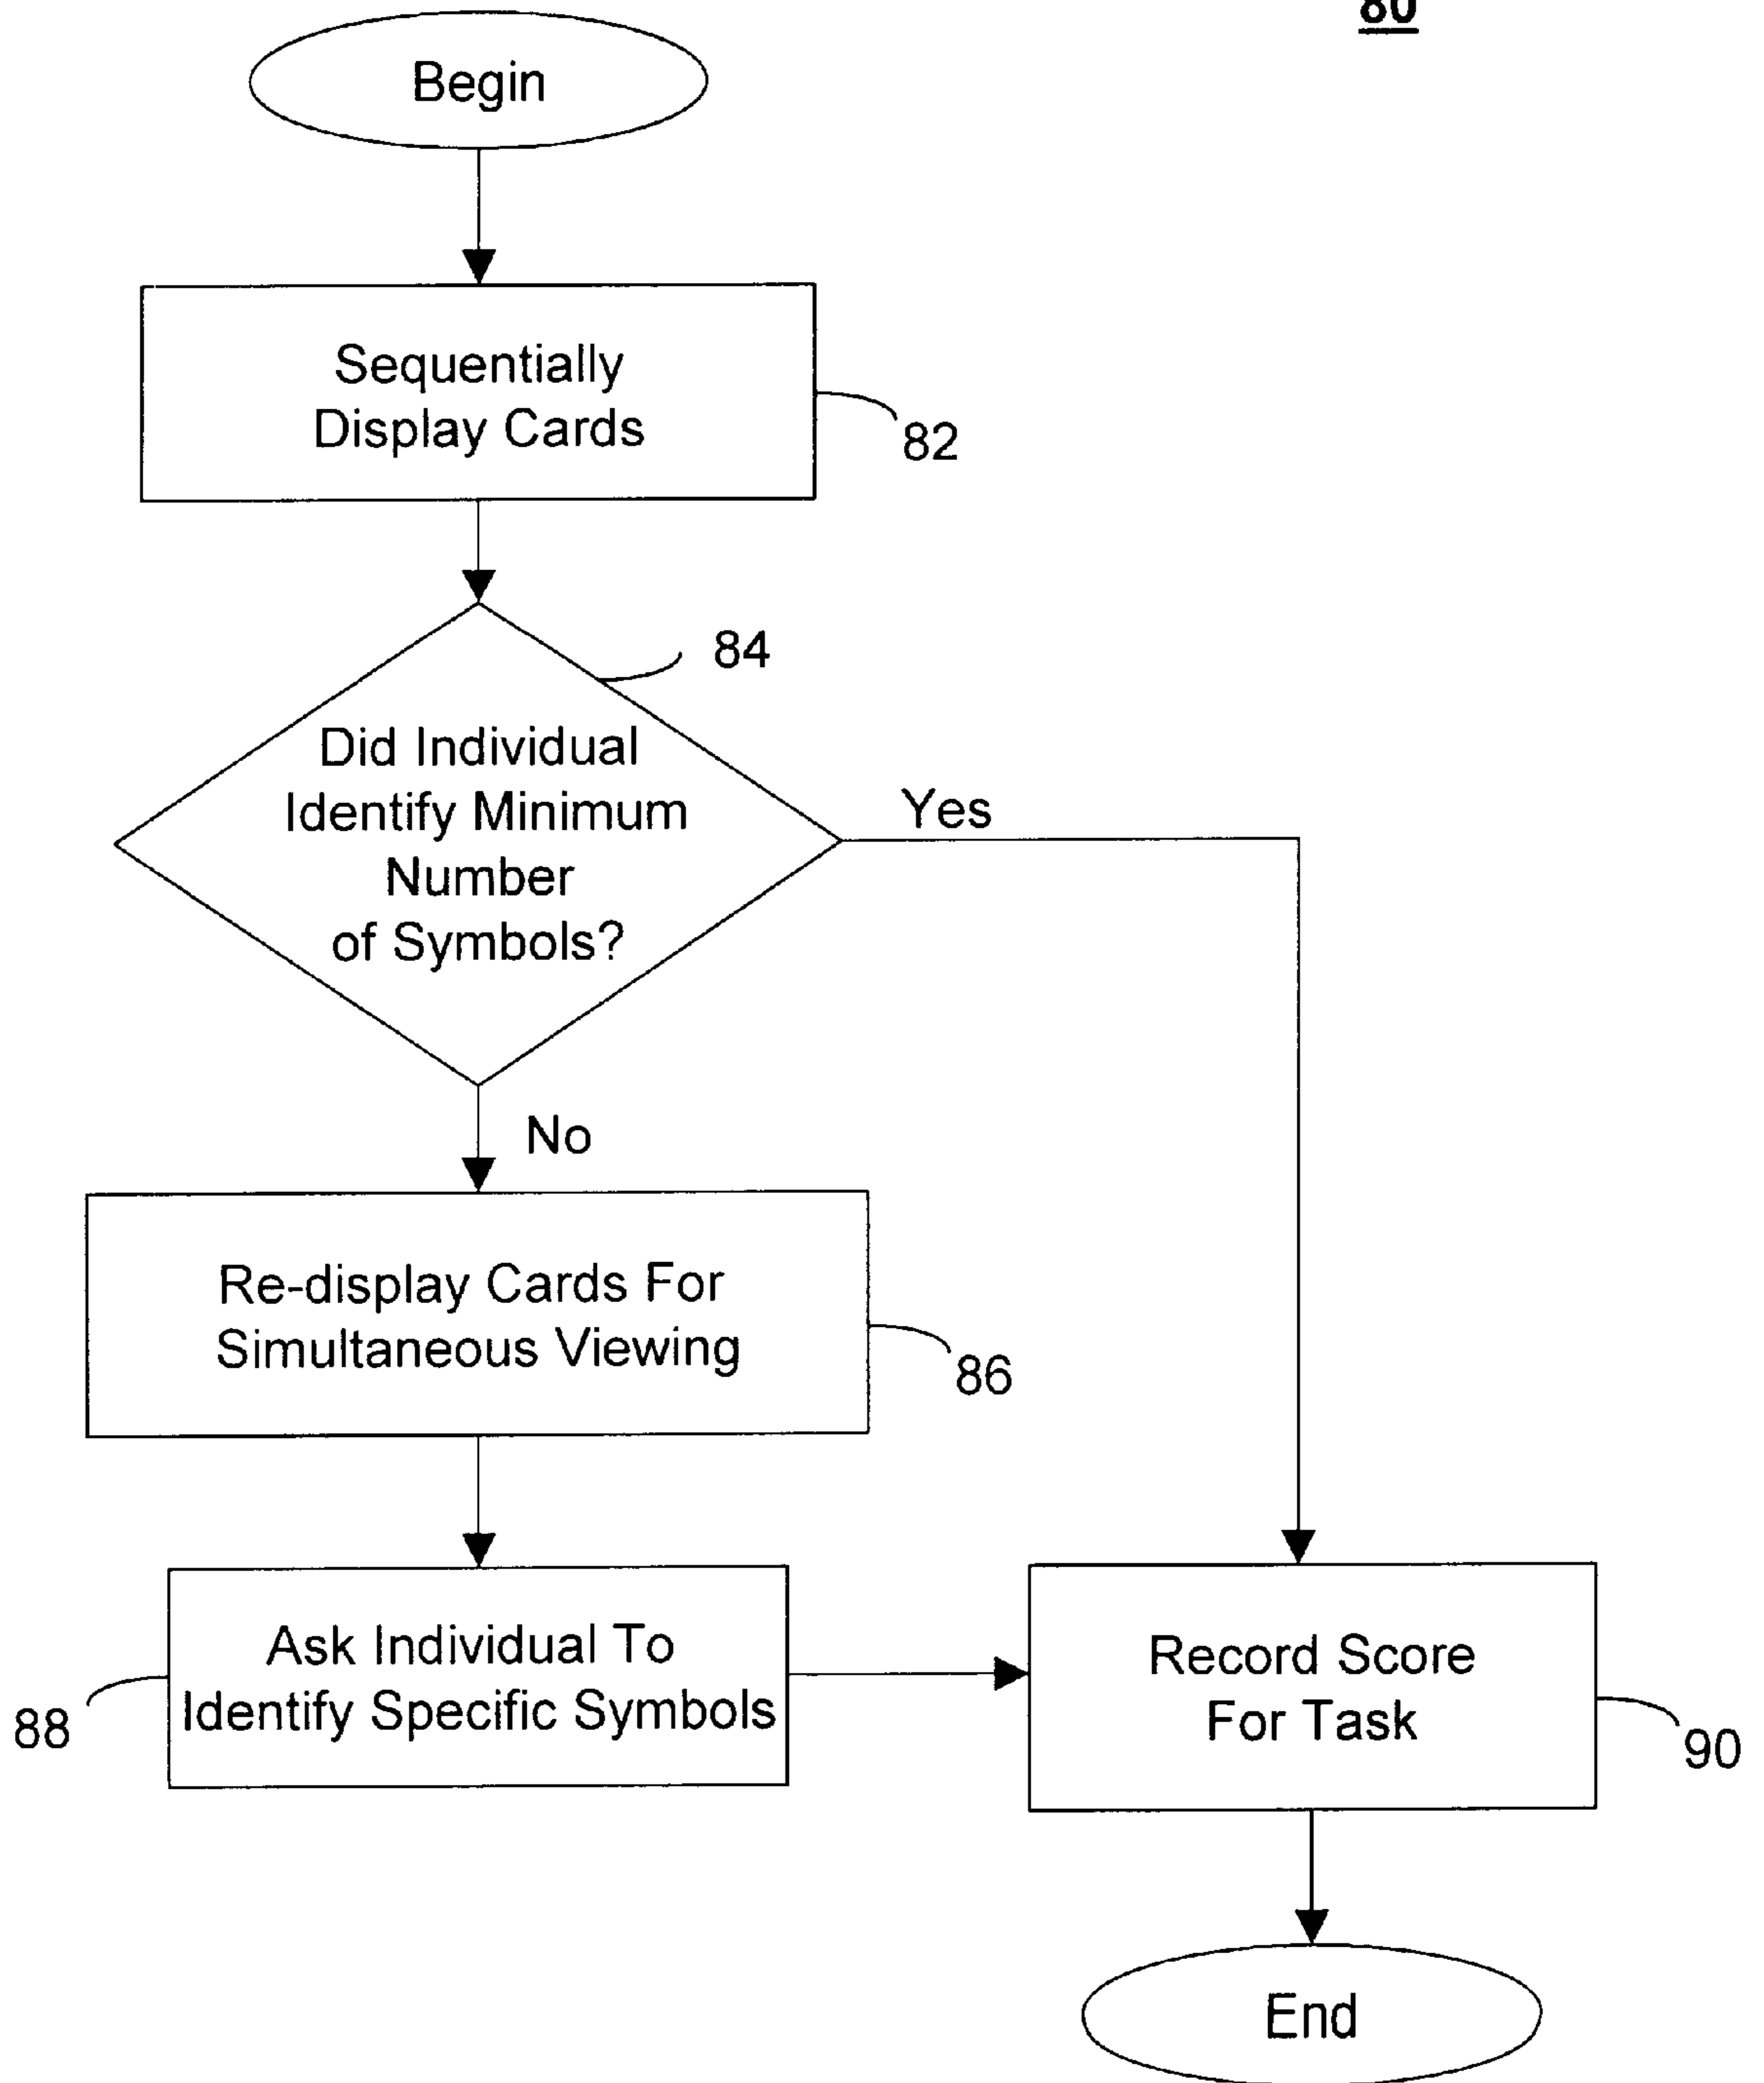 80
Begin
Sequentially
Display Cards
82
84
Did Individual
Identify Minimum
Number
of Symbols?
Yes
No
Re-display Cards For
Simultaneous Viewing
86
Ask Individual To
Identify Specific Symbols
88
Record Score
For Task
90
End